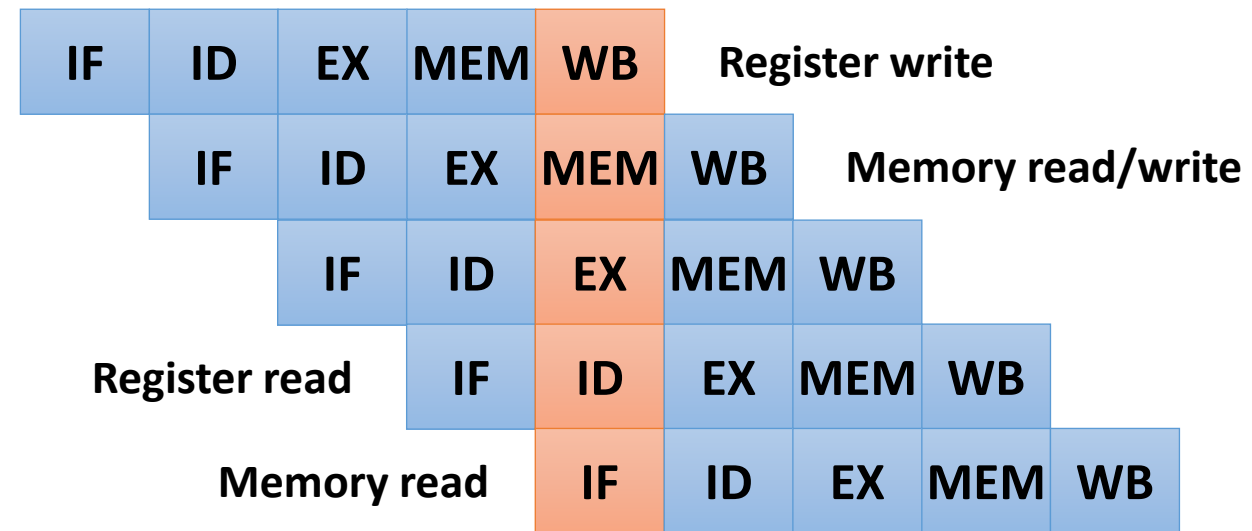 IF ID EX MEM WB Register write
IF ID EX MEM WB Memory read/write
IF ID EX MEM WB
Register read IF ID EX MEM WB
Memory read IF ID EX MEM WB